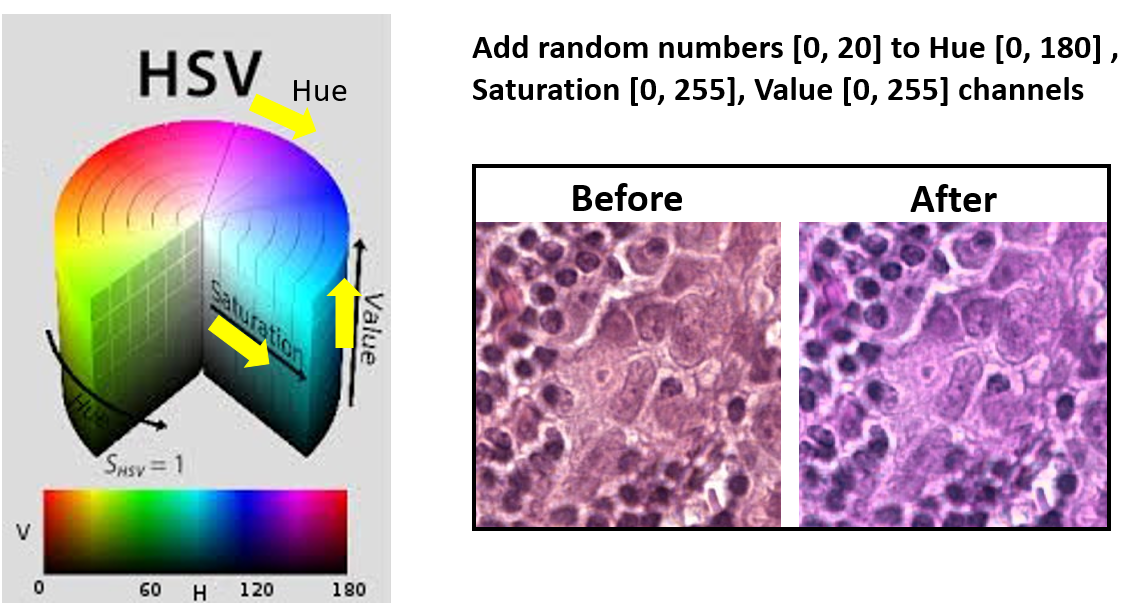 HSV
Hue
Saturation
Value
Hue
S_HSV = 1
V
0 60 H 120 180
Add random numbers [0, 20] to Hue [0, 180] ,
Saturation [0, 255], Value [0, 255] channels
Before After